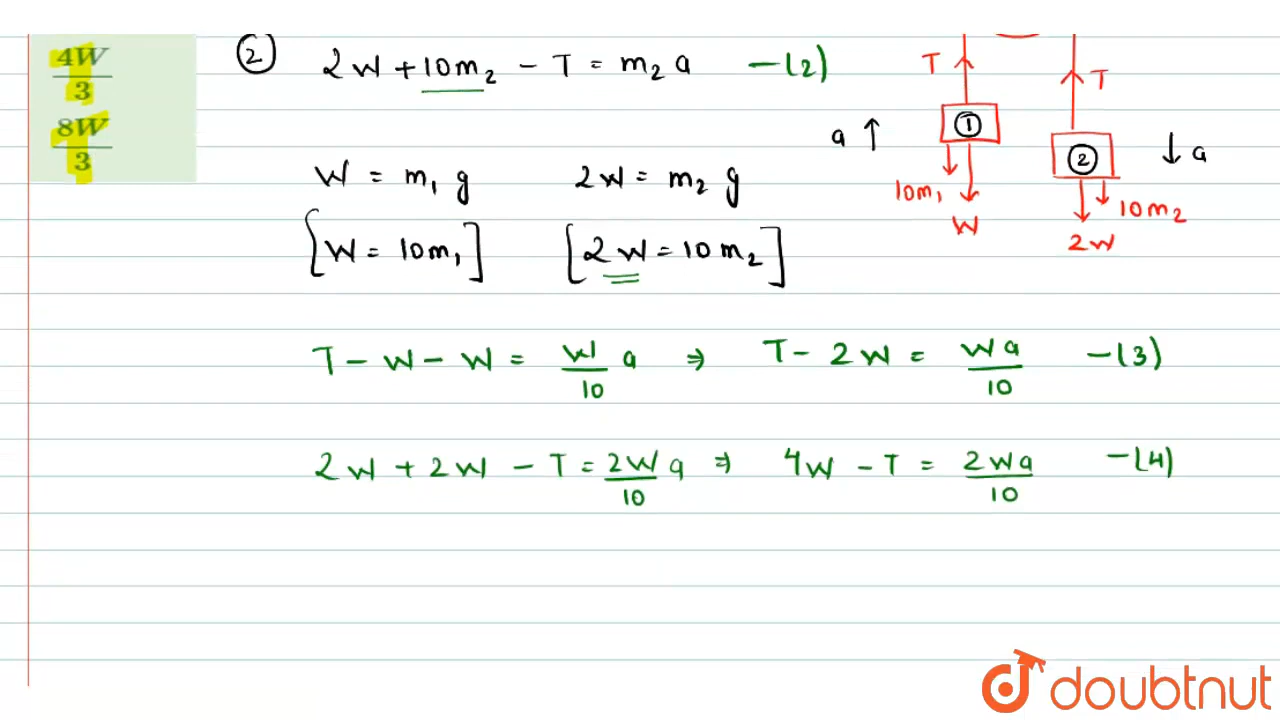 4W/3
8W/3
② 2W + 10m₂ - T = m₂ a - (2)
T
T
a ↑
①
②
↓ a
10m₁
W
10m₂
2W
W = m₁ g 2W = m₂ g
[W = 10m₁] [2W = 10m₂]
T - W - W = W/10 a ⇒ T - 2W = Wa/10 - (3)
2W + 2W - T = 2W/10 a ⇒ 4W - T = 2Wa/10 - (4)
doubtnut